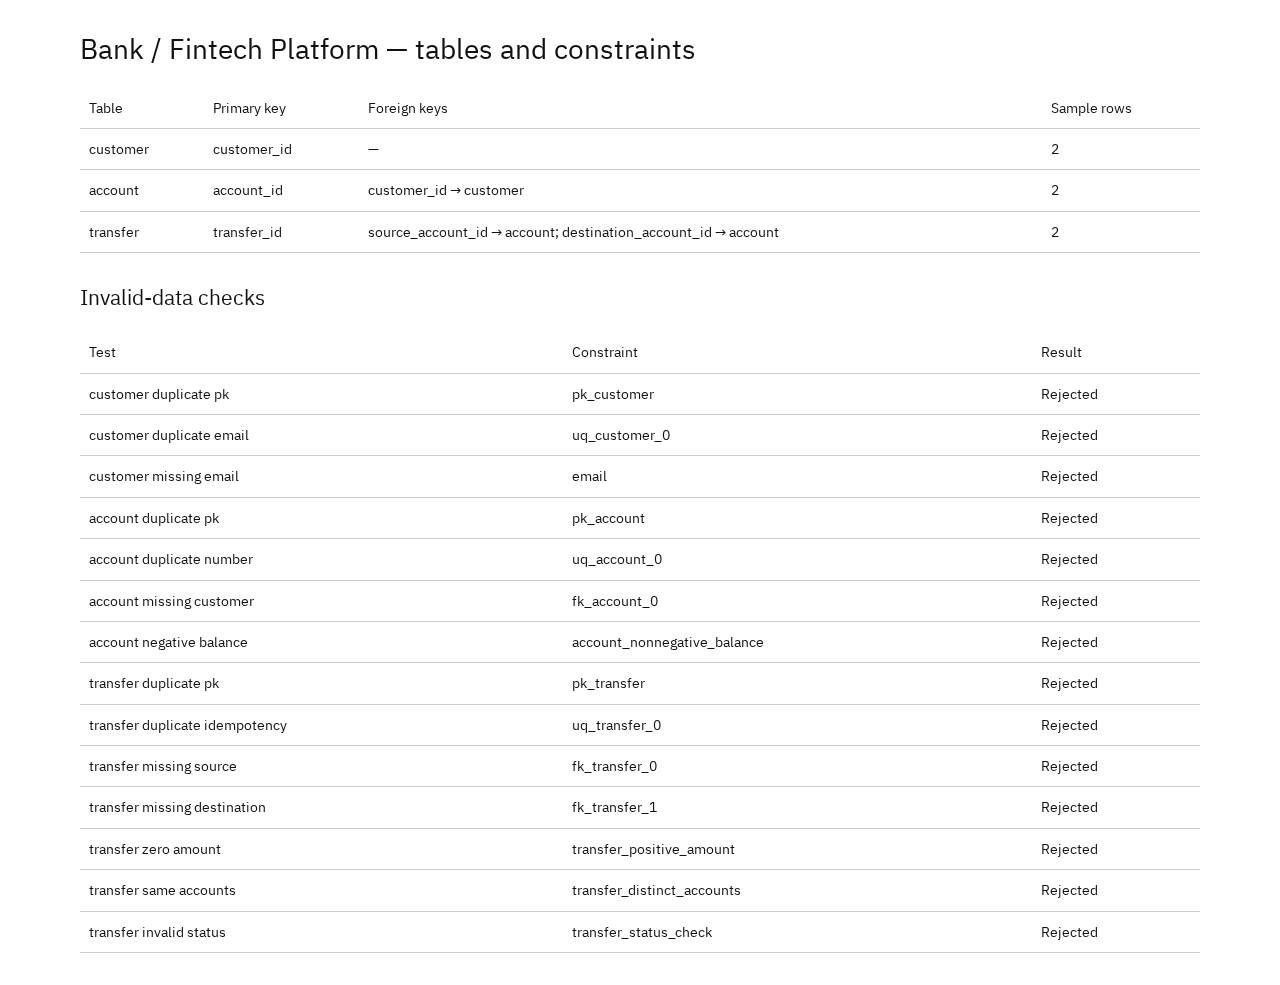 Bank / Fintech Platform — tables and constraints
Table Primary key Foreign keys Sample rows
customer customer_id — 2
account account_id customer_id → customer 2
transfer transfer_id source_account_id → account; destination_account_id → account 2
Invalid-data checks
Test Constraint Result
customer duplicate pk pk_customer Rejected
customer duplicate email uq_customer_0 Rejected
customer missing email email Rejected
account duplicate pk pk_account Rejected
account duplicate number uq_account_0 Rejected
account missing customer fk_account_0 Rejected
account negative balance account_nonnegative_balance Rejected
transfer duplicate pk pk_transfer Rejected
transfer duplicate idempotency uq_transfer_0 Rejected
transfer missing source fk_transfer_0 Rejected
transfer missing destination fk_transfer_1 Rejected
transfer zero amount transfer_positive_amount Rejected
transfer same accounts transfer_distinct_accounts Rejected
transfer invalid status transfer_status_check Rejected